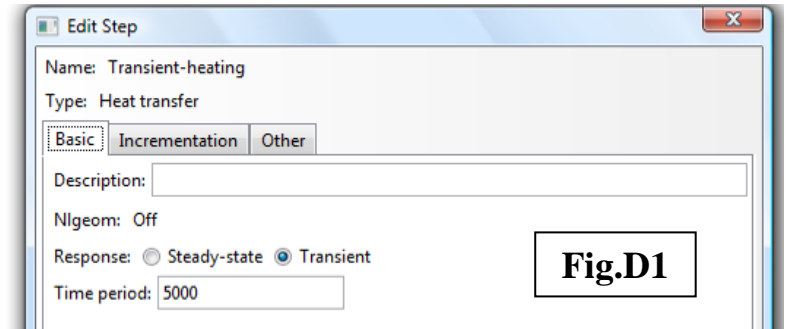 Edit Step
Name: Transient-heating
Type: Heat transfer
Basic Incrementation Other
Description:
Nlgeom: Off
Response: Steady-state Transient
Time period: 5000
Fig.D1